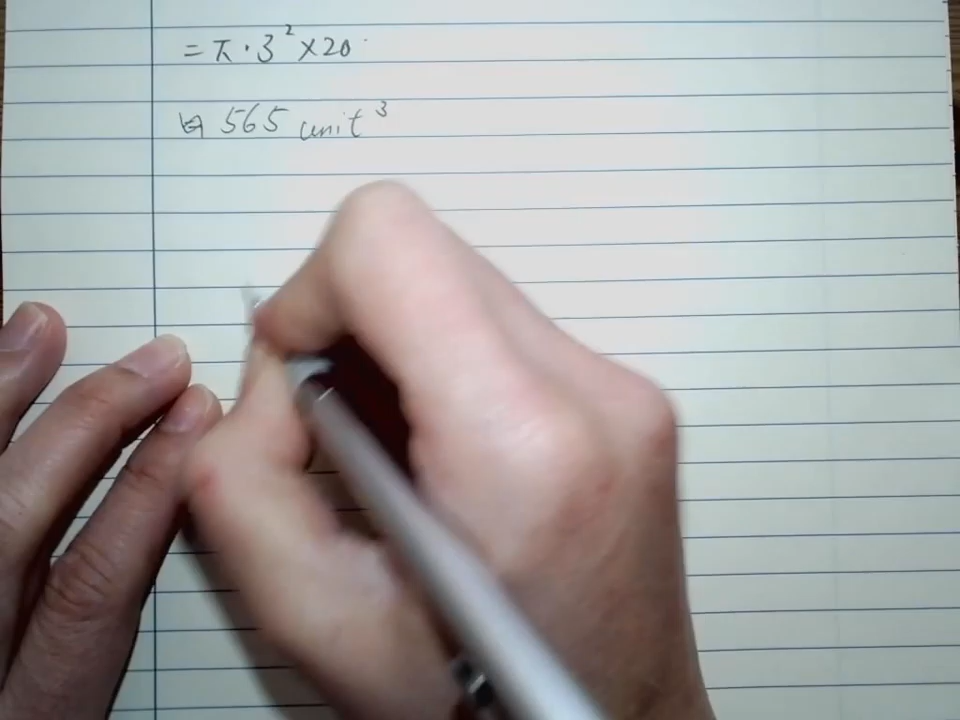 = π · 3² × 20
565 unit³